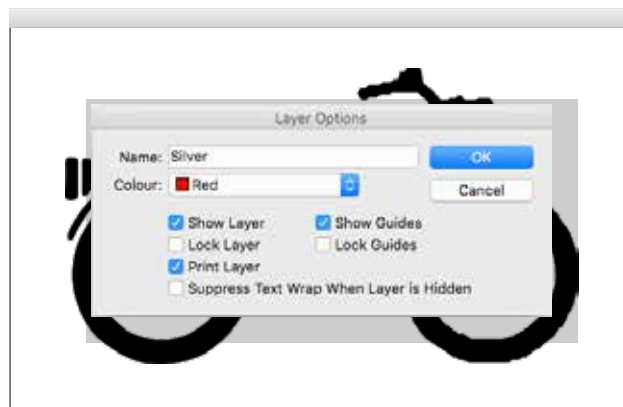 Layer Options
Name: Silver
OK
Colour: Red
Cancel
Show Layer
Show Guides
Lock Layer
Lock Guides
Print Layer
Suppress Text Wrap When Layer is Hidden